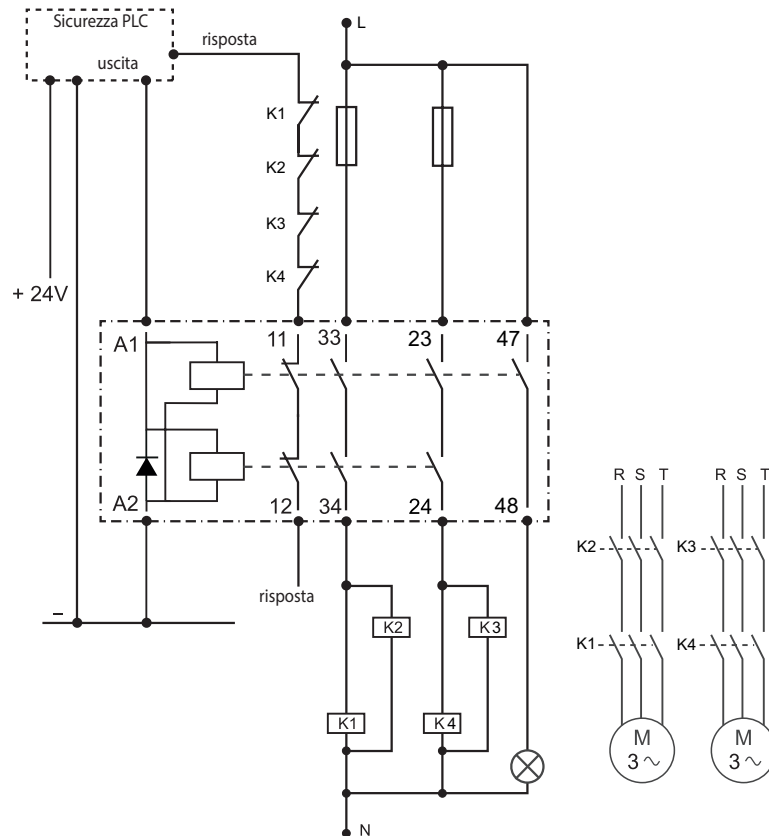 Sicurezza PLC
uscita
risposta
L
K1
K2
K3
K4
+ 24V
A1
11
33
23
47
A2
12
34
24
48
risposta
–
K2
K3
K1
K4
N
R S T
R S T
K2
K3
K1
K4
M
3 ~
M
3 ~